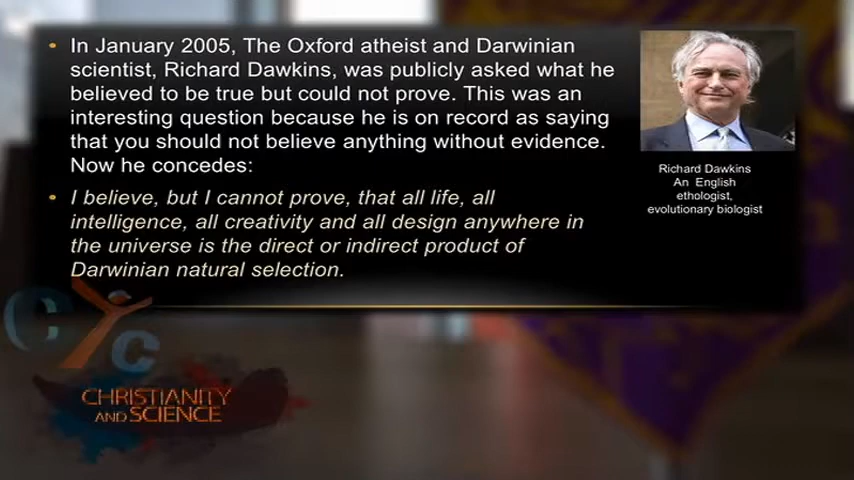 • In January 2005, The Oxford atheist and Darwinian
scientist, Richard Dawkins, was publicly asked what he
believed to be true but could not prove. This was an
interesting question because he is on record as saying
that you should not believe anything without evidence.
Now he concedes:
• I believe, but I cannot prove, that all life, all
intelligence, all creativity and all design anywhere in
the universe is the direct or indirect product of
Darwinian natural selection.
Richard Dawkins
An English
ethologist,
evolutionary biologist
CYC
CHRISTIANITY
AND SCIENCE